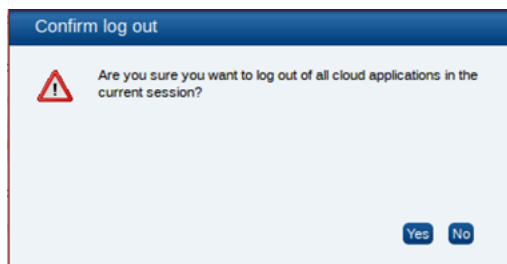 Confirm log out
Are you sure you want to log out of all cloud applications in the
current session?
Yes No